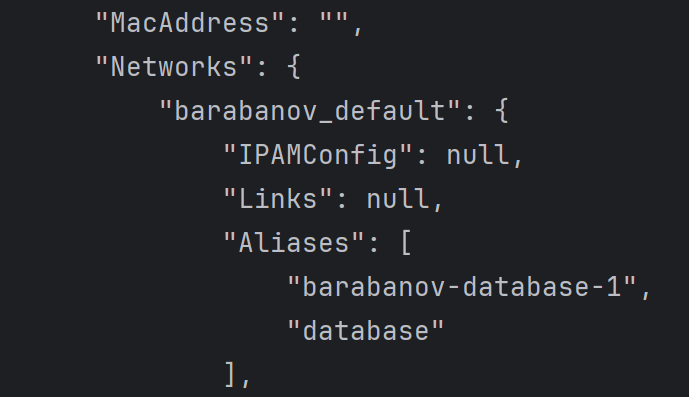 "MacAddress": "",
"Networks": {
"barabanov_default": {
"IPAMConfig": null,
"Links": null,
"Aliases": [
"barabanov-database-1",
"database"
],